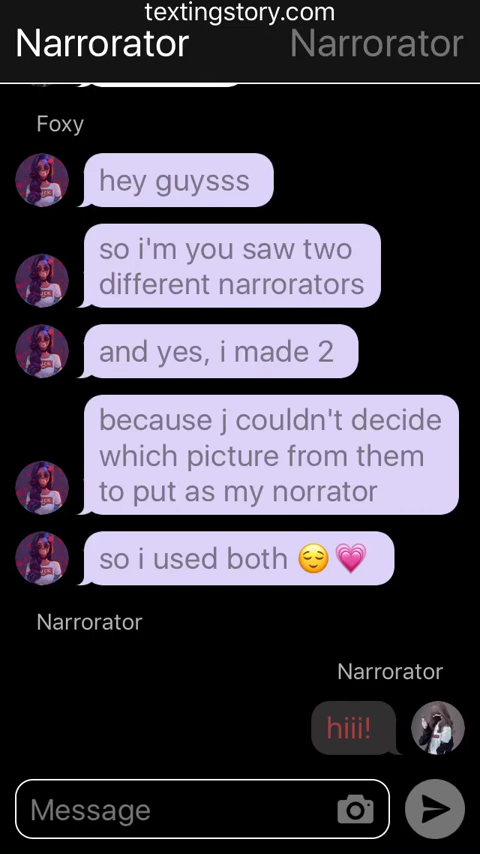 textingstory.com
Narrorator Narrorator
Foxy
hey guysss
so i'm you saw two
different narrorators
and yes, i made 2
because j couldn't decide
which picture from them
to put as my norrator
so i used both 😌💗
Narrorator
Narrorator
hiii!
Message